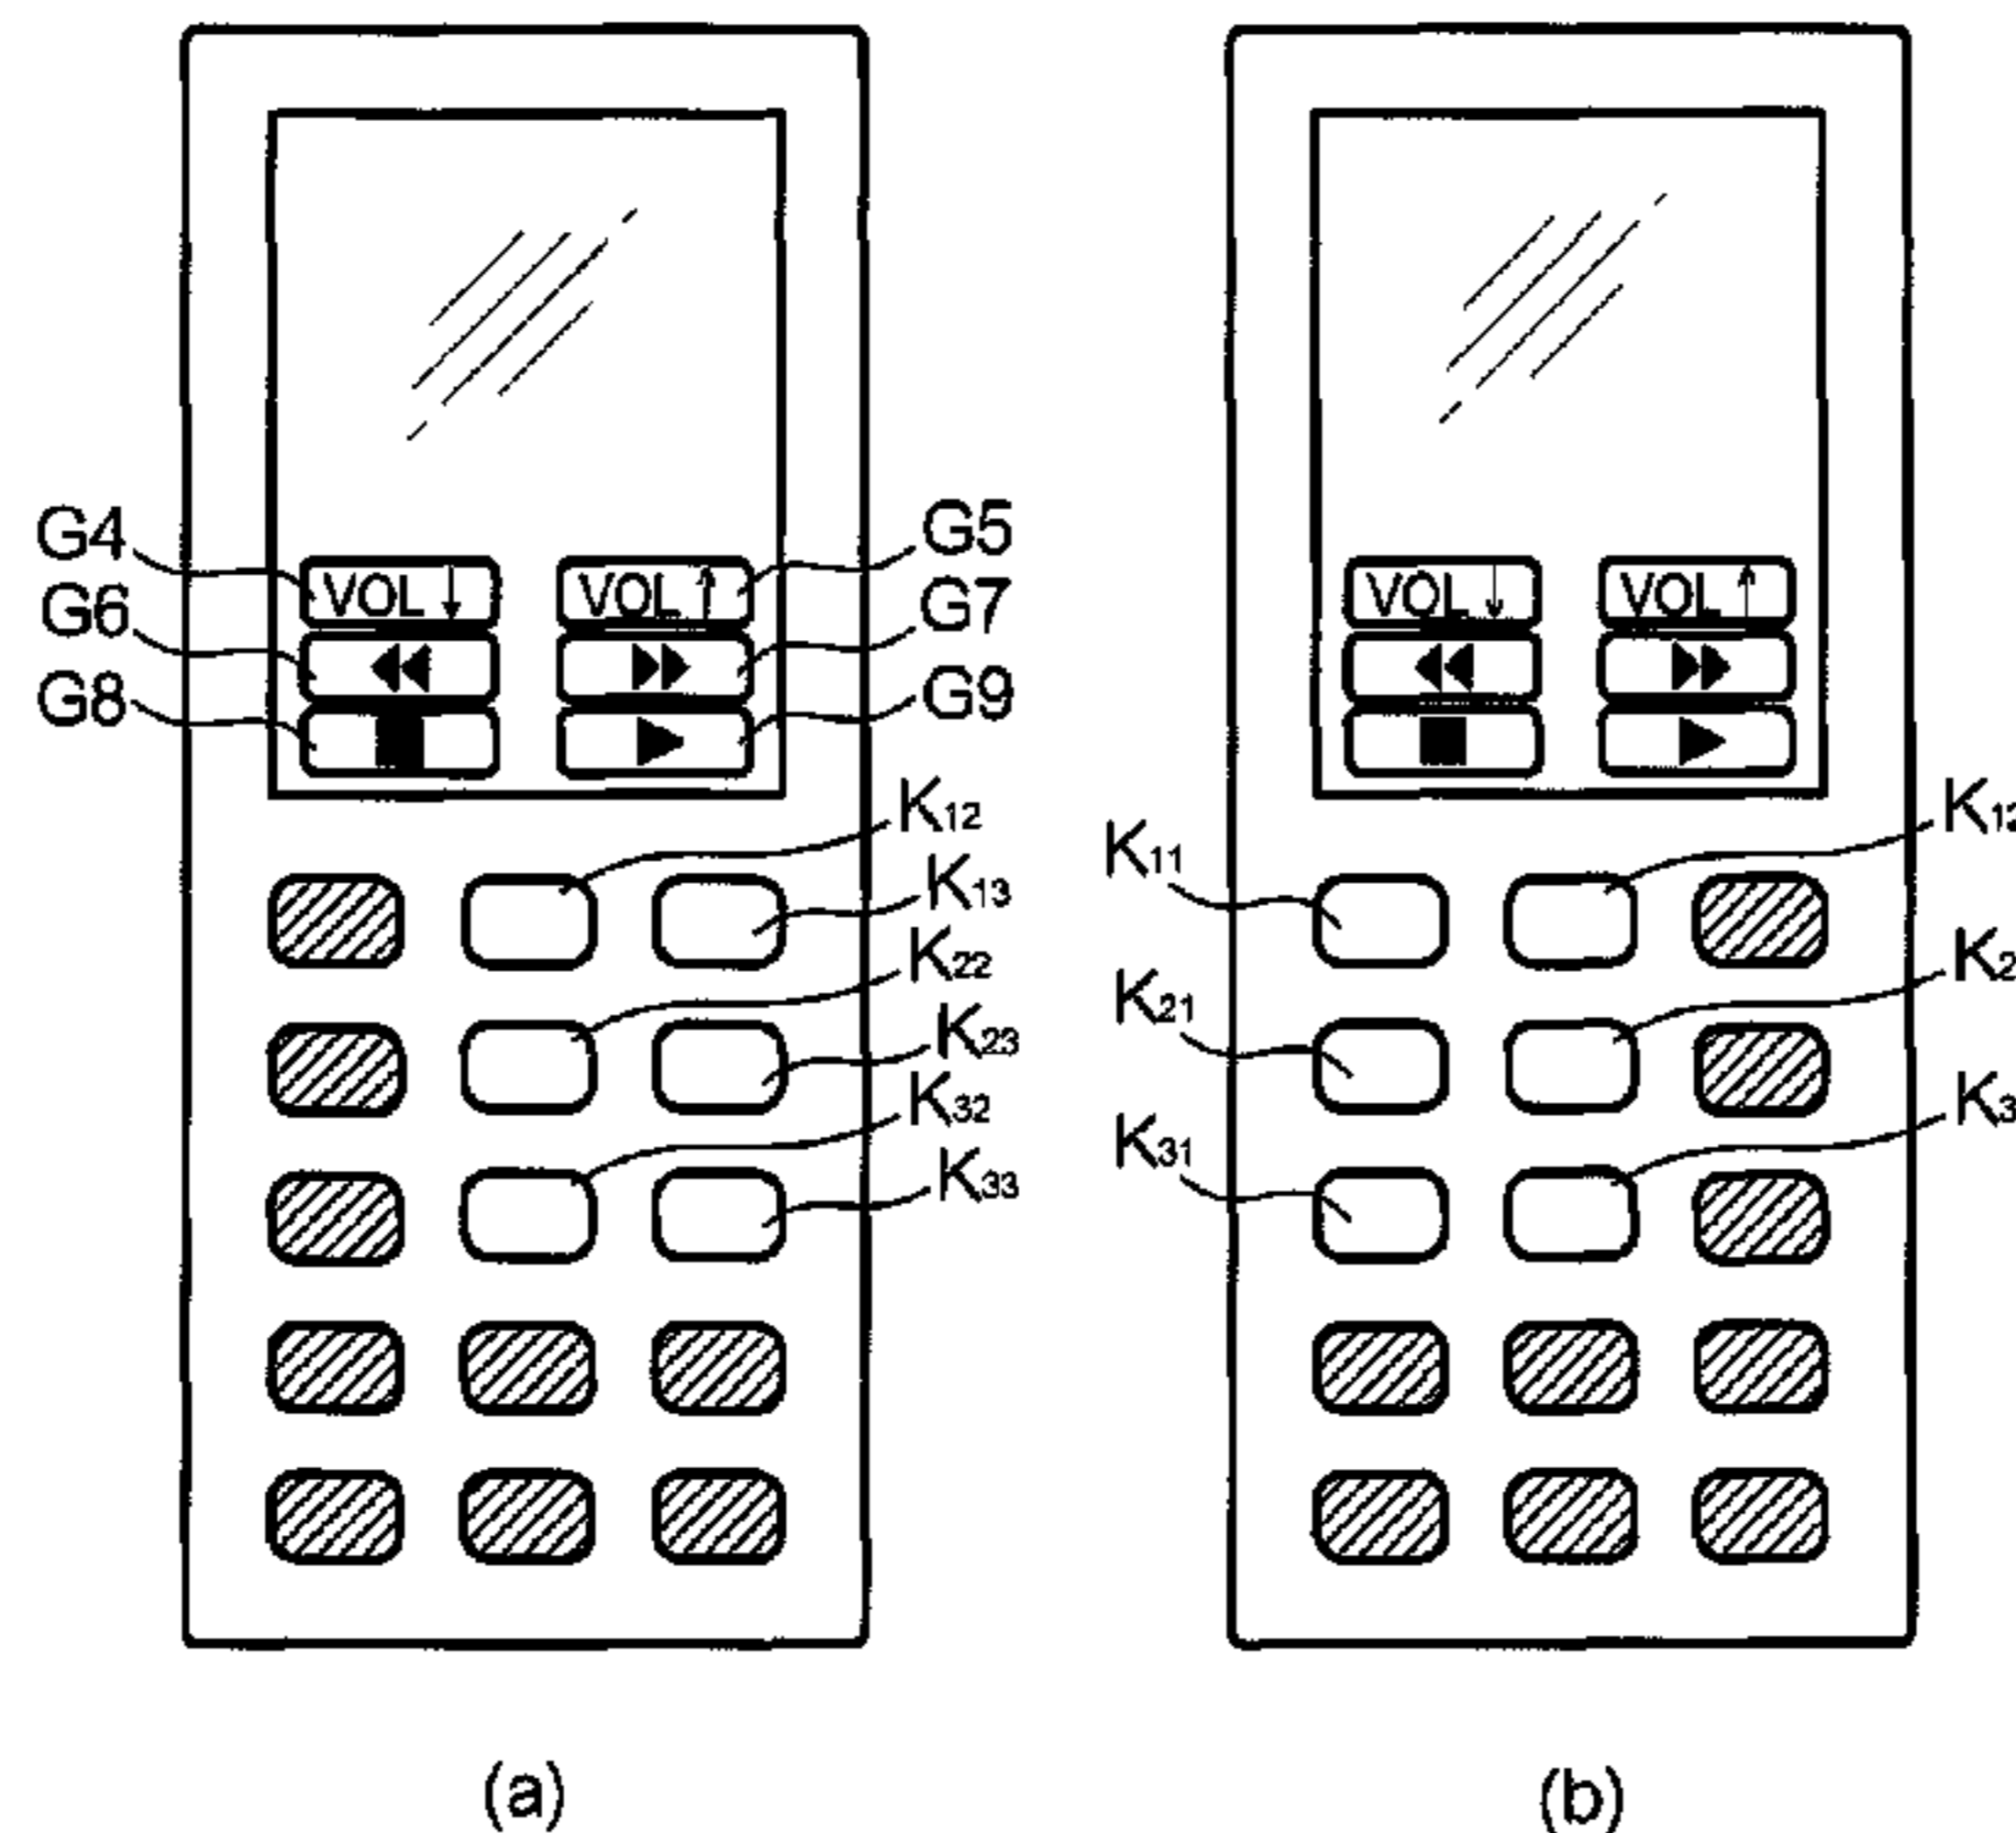 G4
G5
VOL ↓
VOL ↑
VOL ↓
VOL ↑
G6
G7
G8
G9
K12
K13
K22
K23
K32
K33
K11
K21
K31
(a)
(b)